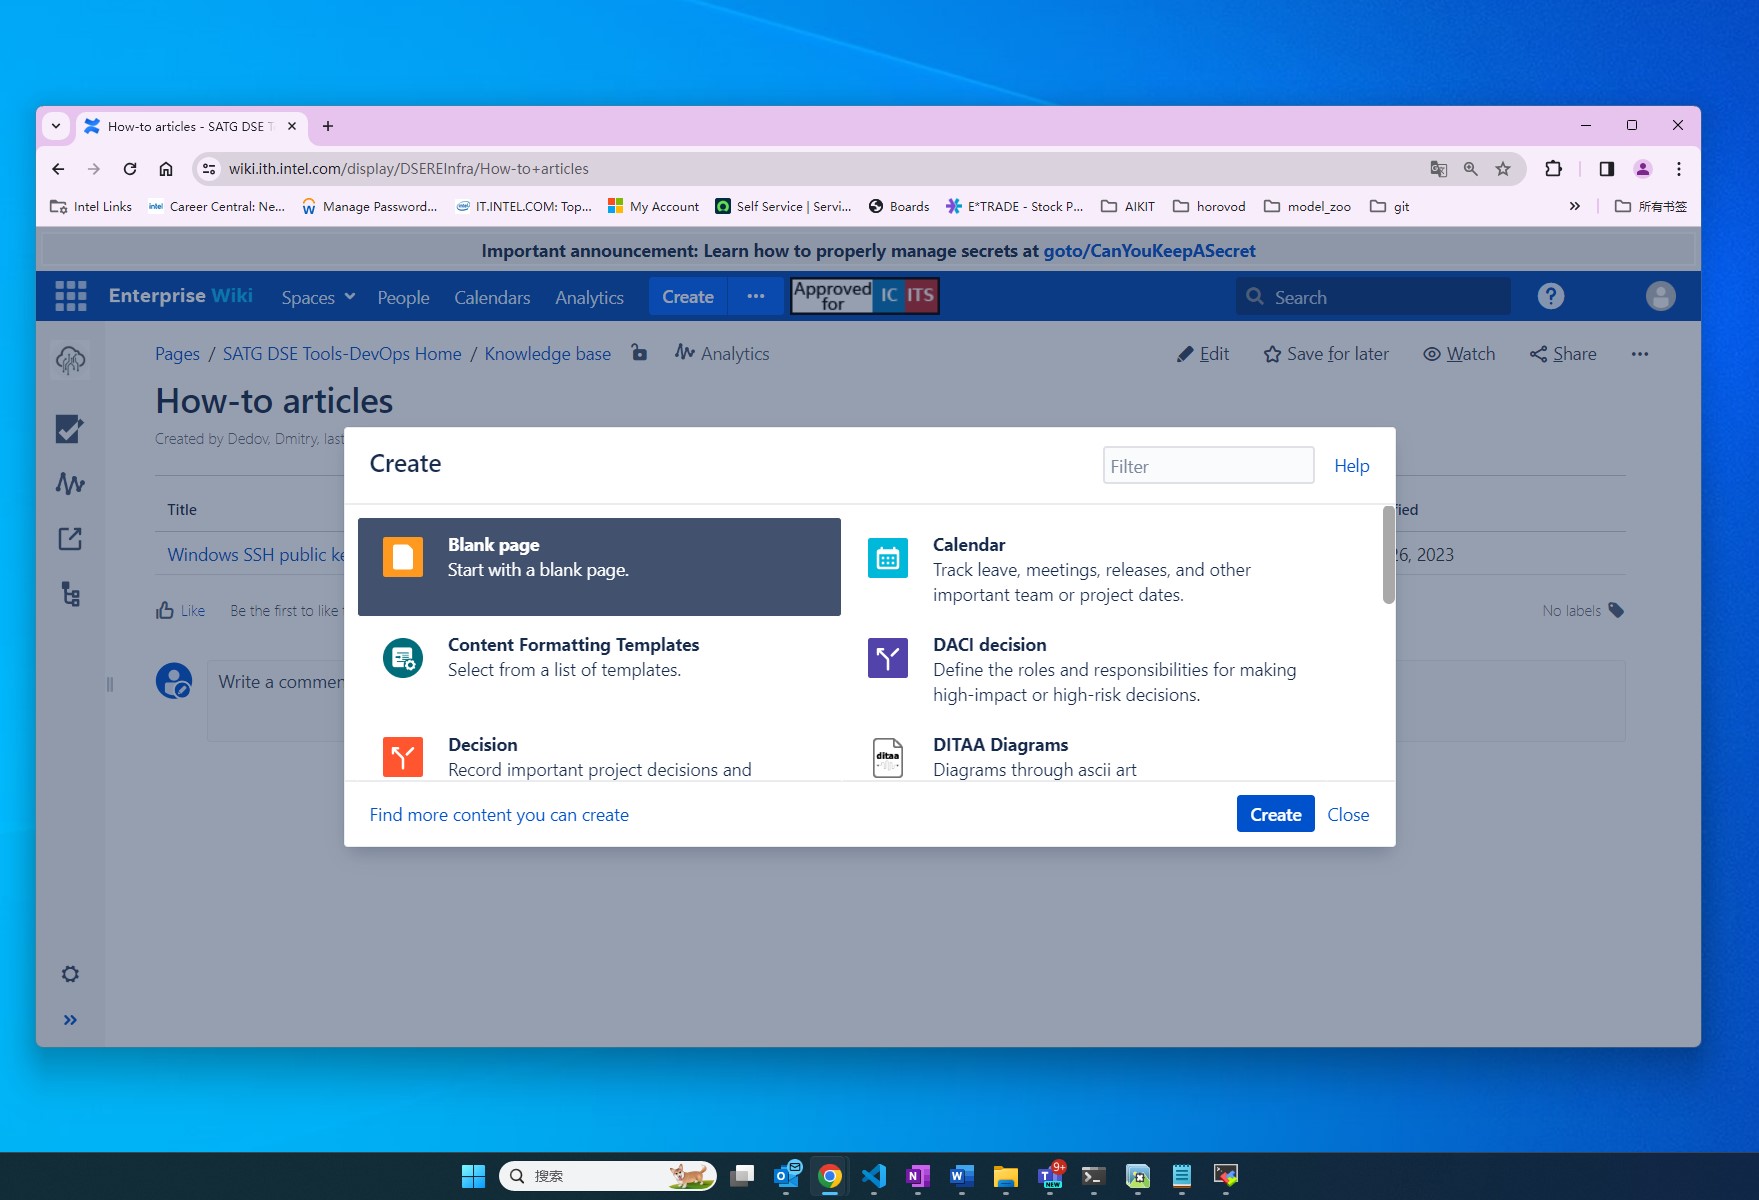 How-to articles - SATG DSE T
wiki.ith.intel.com/display/DSEREInfra/How-to+articles
Intel Links
intel Career Central: Ne...
Manage Password...
intel IT.INTEL.COM: Top...
My Account
Self Service | Servi...
Boards
E*TRADE - Stock P...
AIKIT
horovod
model_zoo
git
»
所有书签
Important announcement: Learn how to properly manage secrets at goto/CanYouKeepASecret
Enterprise Wiki
Spaces
People
Calendars
Analytics
Create
Approved
for
IC ITS
Search
?
Pages / SATG DSE Tools-DevOps Home / Knowledge base
Analytics
Edit
Save for later
Watch
Share
How-to articles
Created by Dedov, Dmitry, last
Create
Filter
Help
Title
fied
Windows SSH public ke
26, 2023
Like
Be the first to like
No labels
Write a commen
Blank page
Start with a blank page.
Calendar
Track leave, meetings, releases, and other
important team or project dates.
Content Formatting Templates
Select from a list of templates.
DACI decision
Define the roles and responsibilities for making
high-impact or high-risk decisions.
Decision
Record important project decisions and
ditaa
DITAA Diagrams
Diagrams through ascii art
Find more content you can create
Create
Close
搜索
9+
NEW